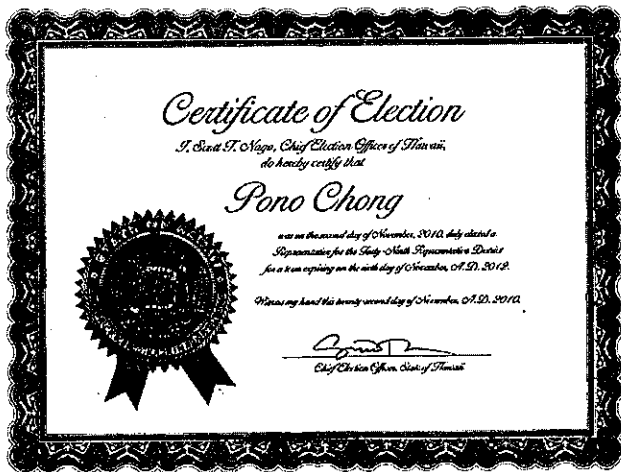 Certificate of Election
I, Scott T. Nago, Chief Election Officer of Hawaii,
do hereby certify that
Pono Chong
was on the second day of November, 2010, duly elected a
Representative for the Forty-Ninth Representative District
for a term expiring on the sixth day of November, A.D. 2012.
Witness my hand this twenty-second day of November, A.D. 2010.
Chief Election Officer, State of Hawaii